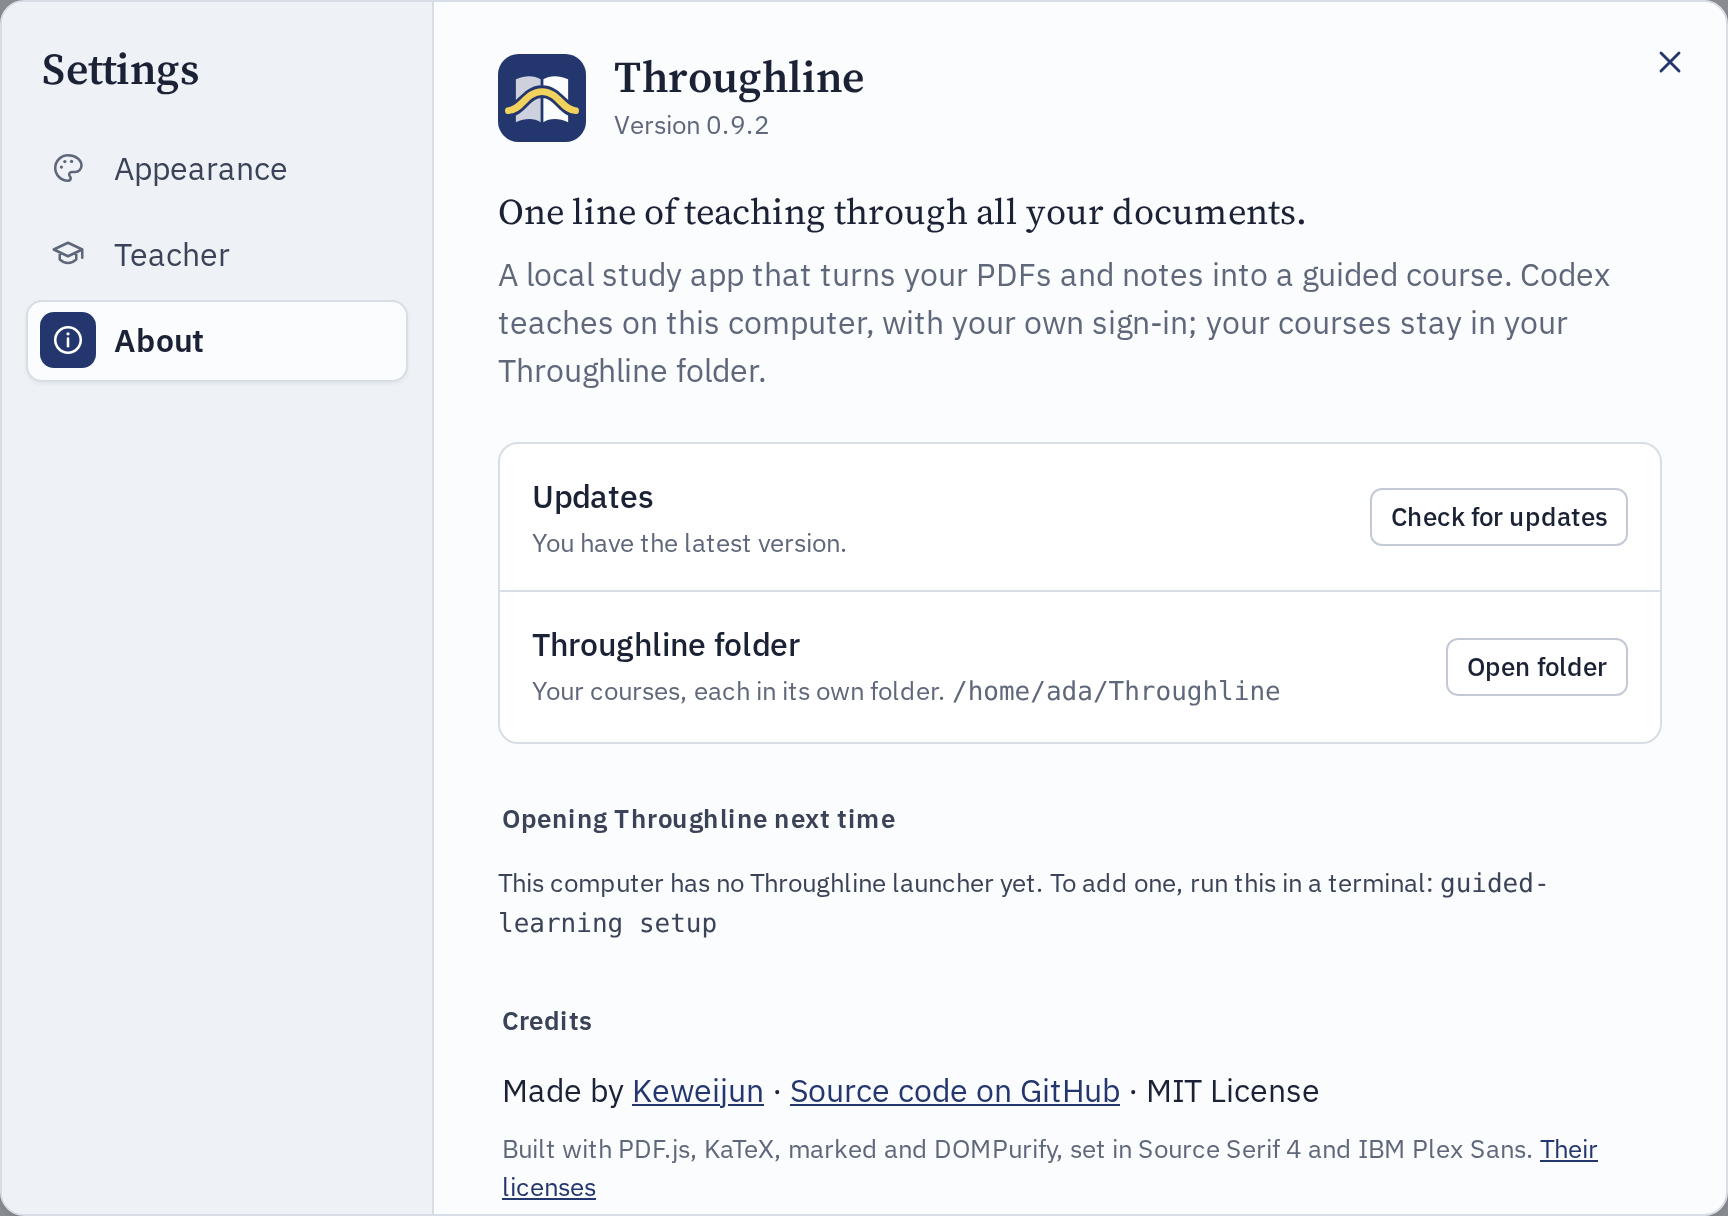 Settings
Appearance
Teacher
About
Throughline
Version 0.9.2
One line of teaching through all your documents.
A local study app that turns your PDFs and notes into a guided course. Codex
teaches on this computer, with your own sign-in; your courses stay in your
Throughline folder.
Updates
You have the latest version.
Check for updates
Throughline folder
Your courses, each in its own folder. /home/ada/Throughline
Open folder
Opening Throughline next time
This computer has no Throughline launcher yet. To add one, run this in a terminal: guided-
learning setup
Credits
Made by Keweijun · Source code on GitHub · MIT License
Built with PDF.js, KaTeX, marked and DOMPurify, set in Source Serif 4 and IBM Plex Sans. Their
licenses